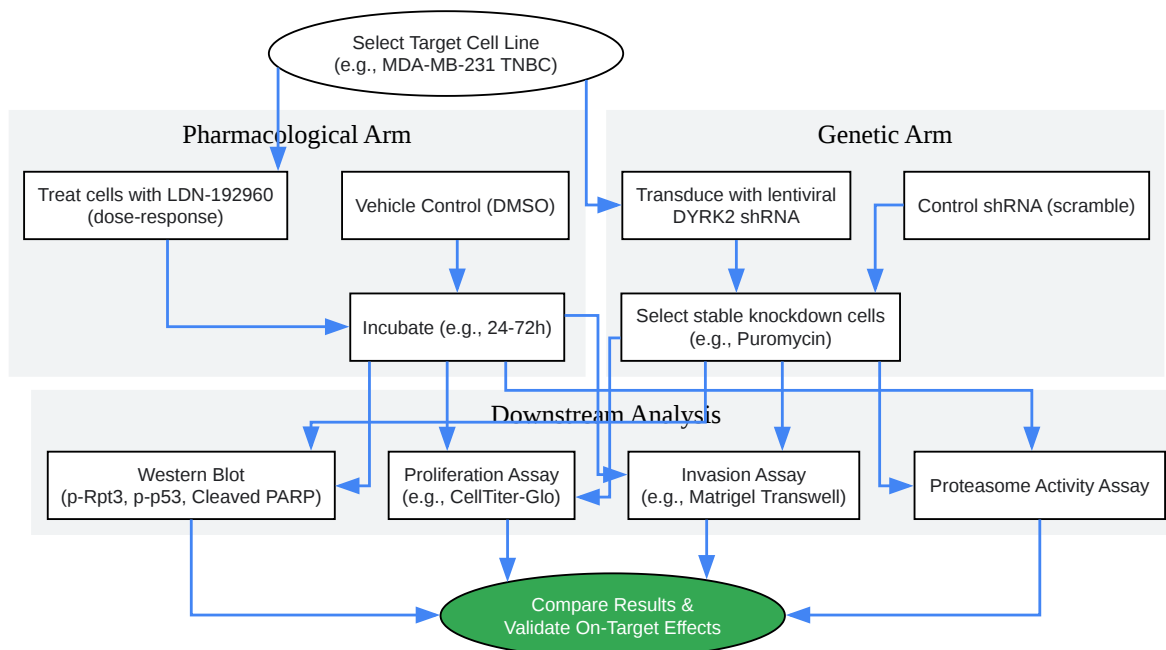 Select Target Cell Line
(e.g., MDA-MB-231 TNBC)
Pharmacological Arm
Genetic Arm
Treat cells with LDN-192960
(dose-response)
Vehicle Control (DMSO)
Transduce with lentiviral
DYRK2 shRNA
Control shRNA (scramble)
Incubate (e.g., 24-72h)
Select stable knockdown cells
(e.g., Puromycin)
Downstream Analysis
Western Blot
(p-Rpt3, p-p53, Cleaved PARP)
Proliferation Assay
(e.g., CellTiter-Glo)
Invasion Assay
(e.g., Matrigel Transwell)
Proteasome Activity Assay
Compare Results &
Validate On-Target Effects